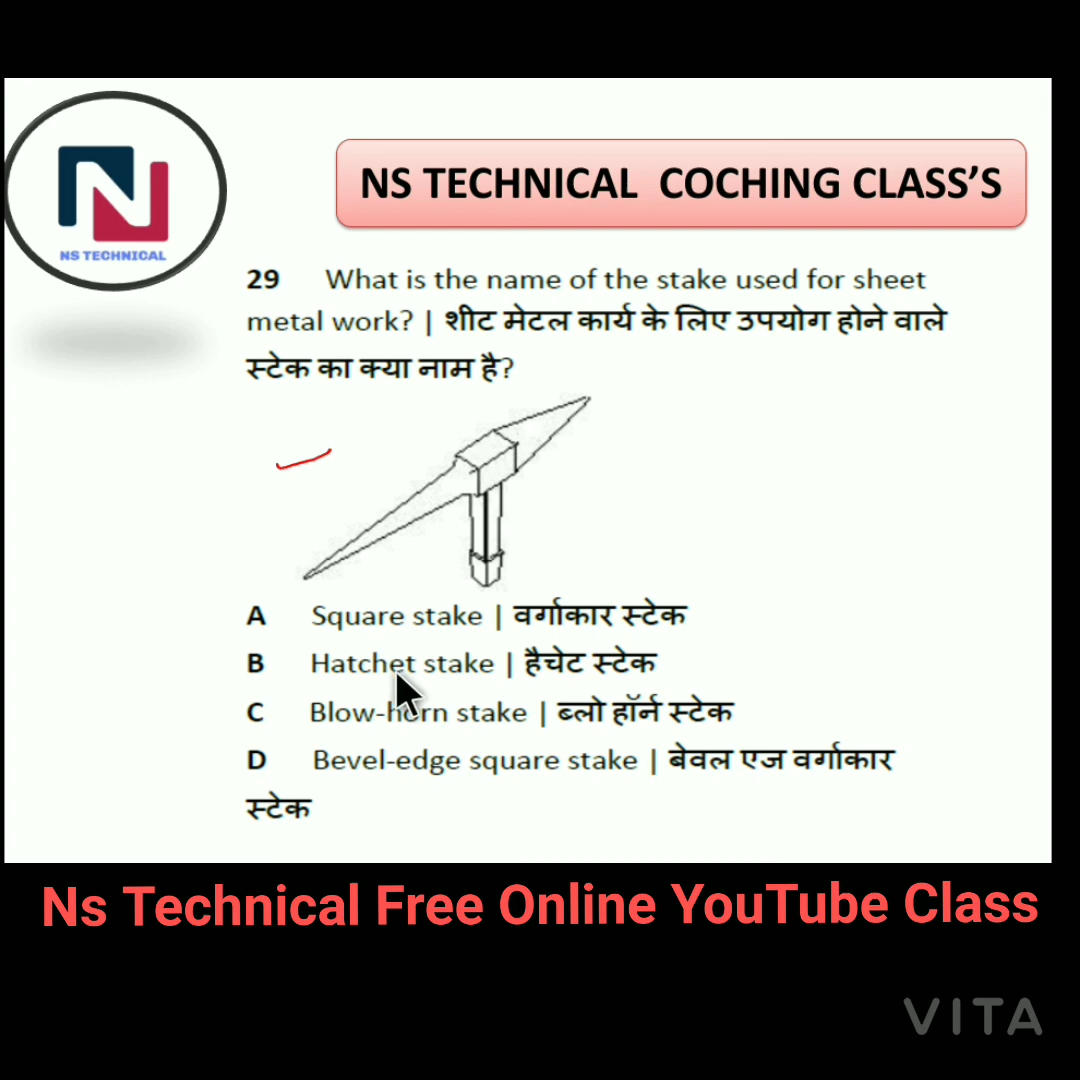 NS TECHNICAL
NS TECHNICAL COCHING CLASS’S
29 What is the name of the stake used for sheet
metal work? | शीट मेटल कार्य के लिए उपयोग होने वाले
स्टेक का क्या नाम है?
A Square stake | वर्गाकार स्टेक
B Hatchet stake | हैचेट स्टेक
C Blow-horn stake | ब्लो हॉर्न स्टेक
D Bevel-edge square stake | बेवल एज वर्गाकार
स्टेक
Ns Technical Free Online YouTube Class
VITA